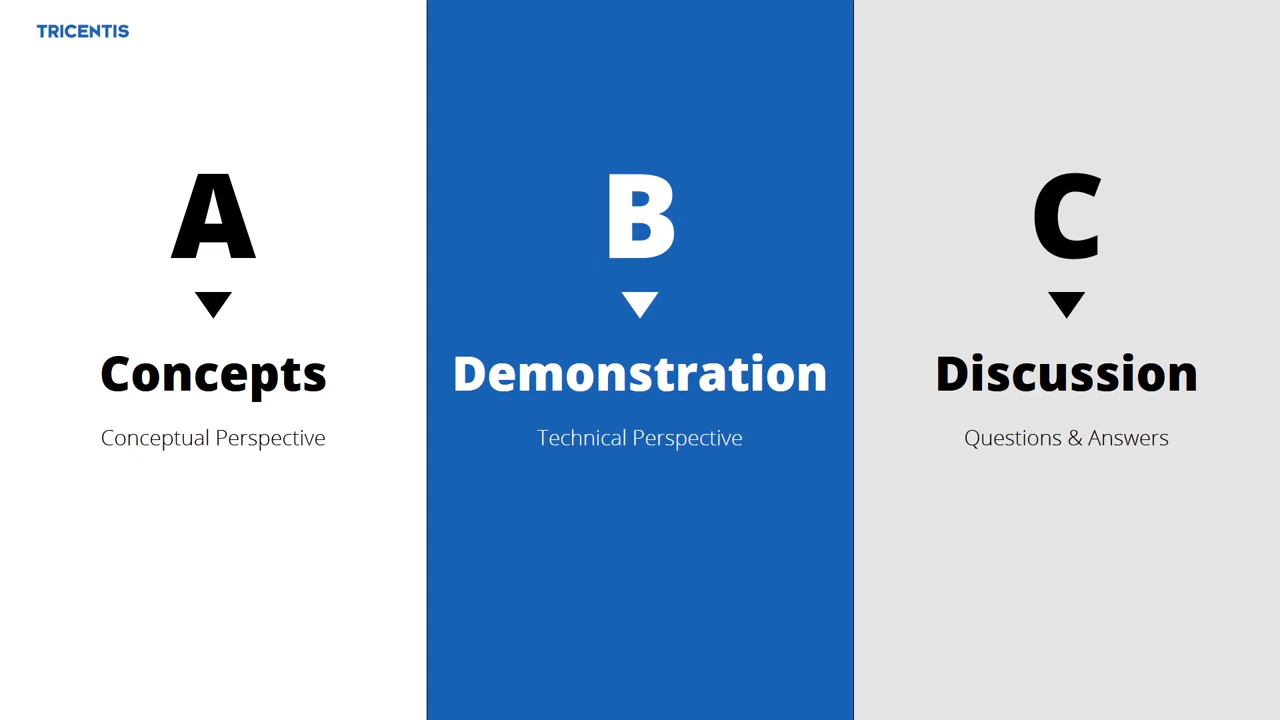 TRICENTIS
A
Concepts
Conceptual Perspective
B
Demonstration
Technical Perspective
C
Discussion
Questions & Answers